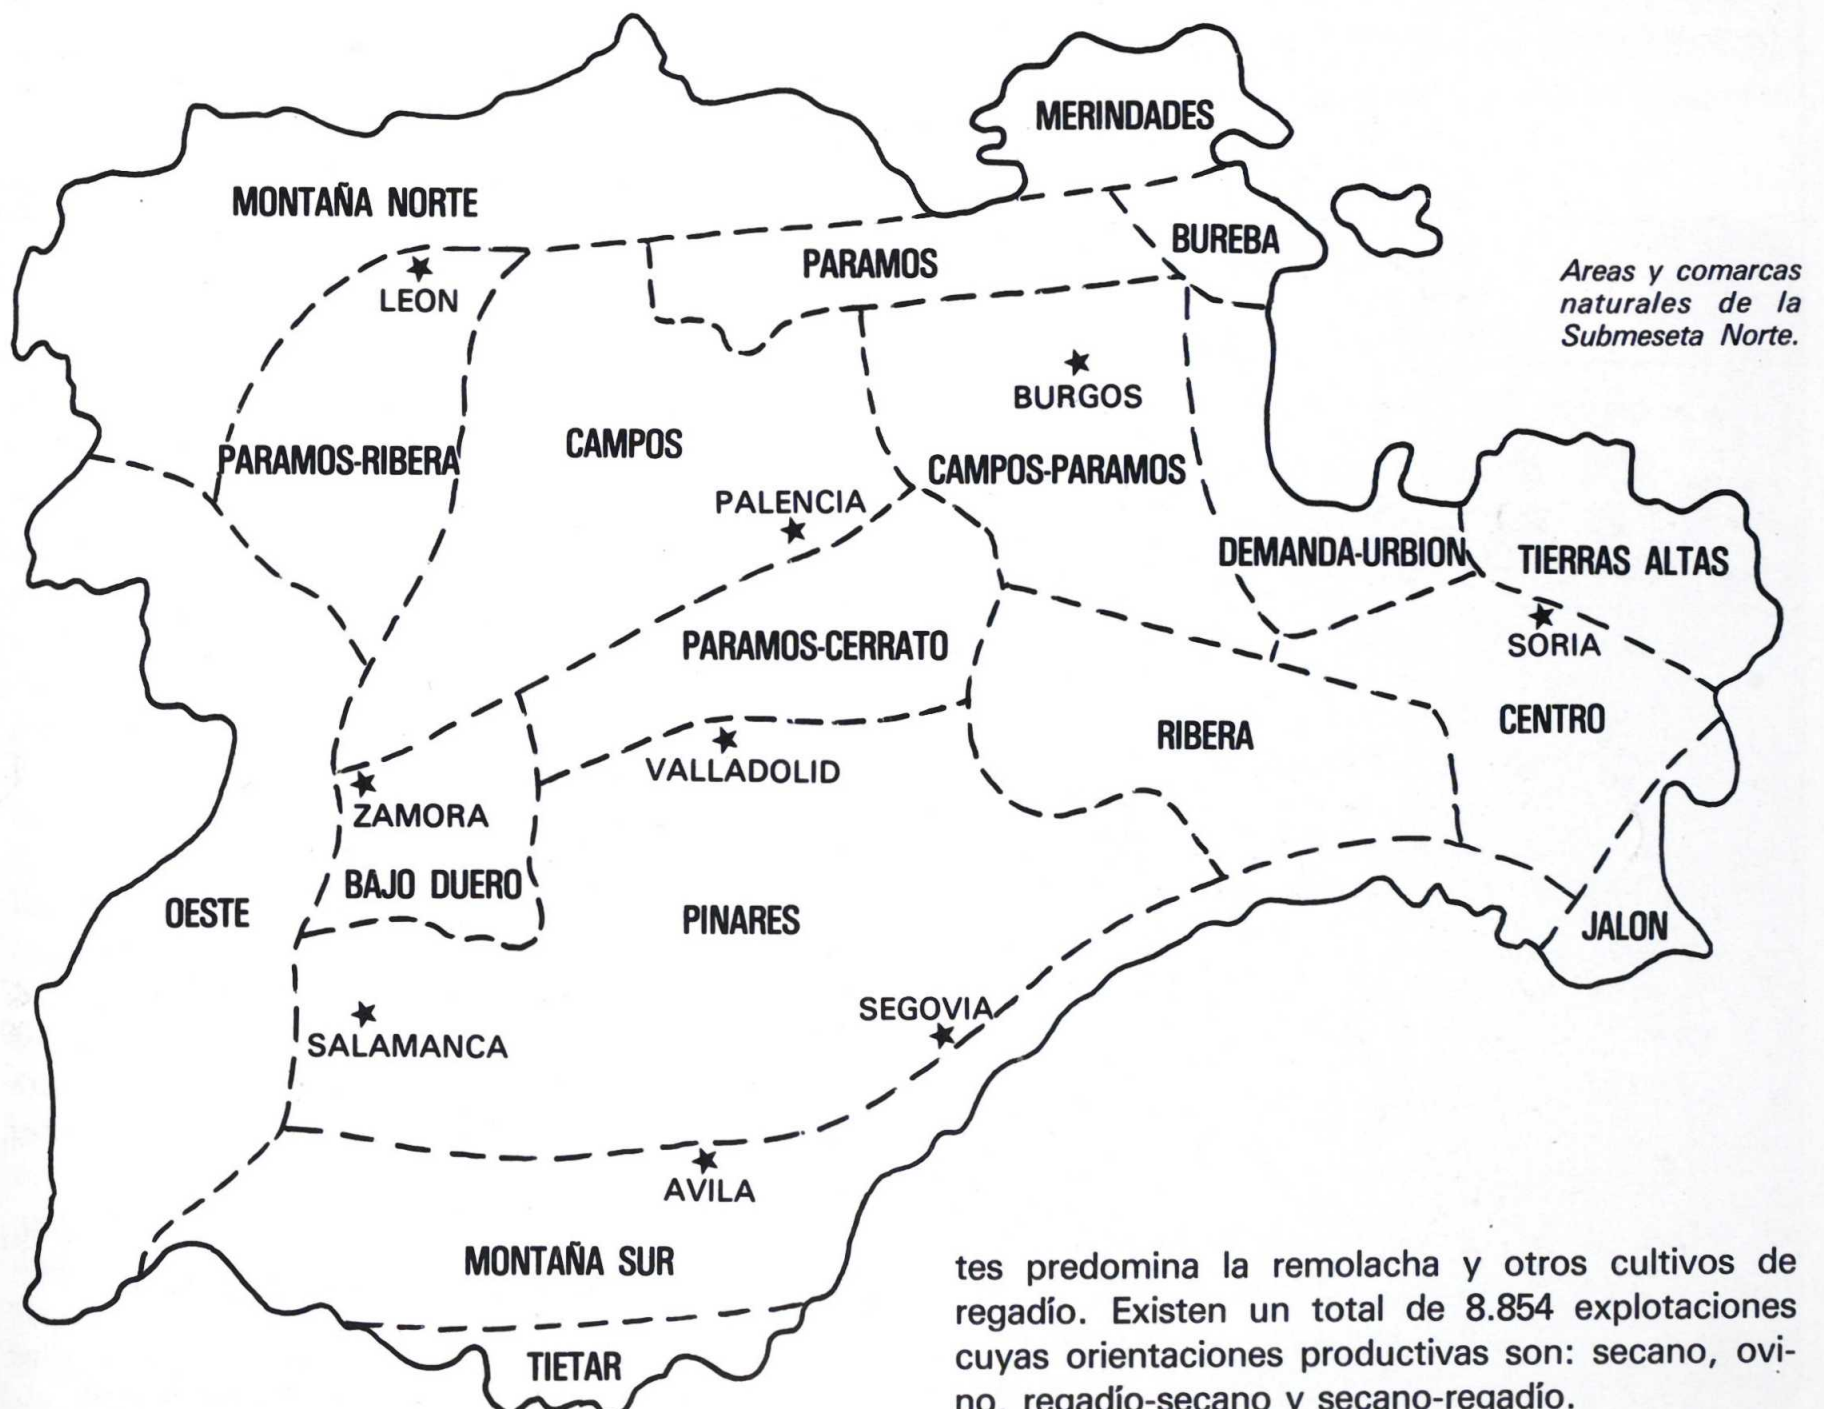 MERINDADES
MONTAÑA NORTE
BUREBA
PARAMOS
Areas y comarcas
naturales de la
Submeseta Norte.
LEON
BURGOS
CAMPOS
PARAMOS-RIBERA
CAMPOS-PARAMOS
PALENCIA
DEMANDA-URBION
TIERRAS ALTAS
PARAMOS-CERRATO
SORIA
CENTRO
RIBERA
VALLADOLID
ZAMORA
BAJO DUERO
OESTE
PINARES
JALON
SEGOVIA
SALAMANCA
AVILA
MONTAÑA SUR
TIETAR
tes predomina la remolacha y otros cultivos de
regadío. Existen un total de 8.854 explotaciones
cuyas orientaciones productivas son: secano, ovi-
no, regadío-secano y secano-regadío.